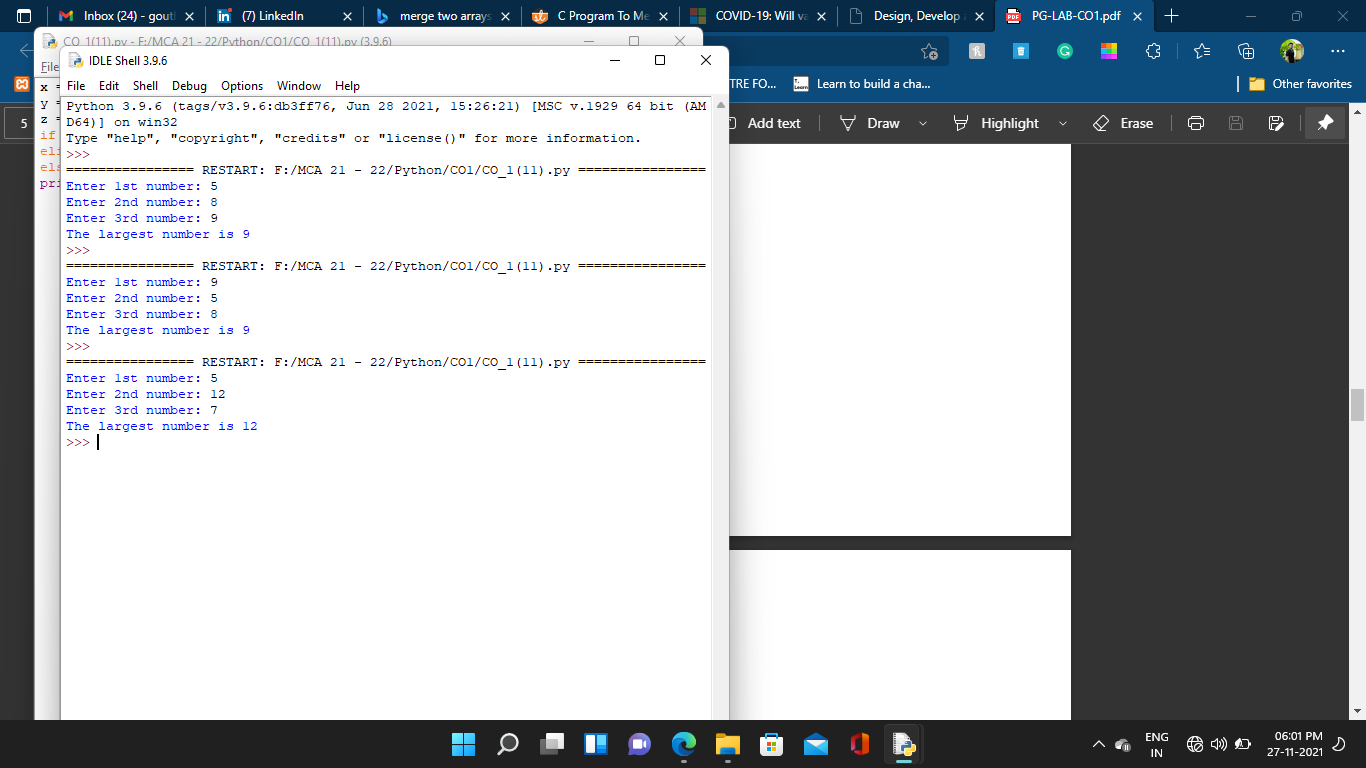 Inbox (24) - gouti
(7) LinkedIn
merge two arrays
C Program To Me
COVID-19: Will va
Design, Develop
PG-LAB-CO1.pdf
CO_1(11).py - F:/MCA 21 - 22/Python/CO1/CO_1(11).py (3.9.6)
File
IDLE Shell 3.9.6
File Edit Shell Debug Options Window Help
TRE FO...
Learn to build a cha...
Other favorites
5
Add text
Draw
Highlight
Erase
x =
y =
z =
if
eli
els
pri
Python 3.9.6 (tags/v3.9.6:db3ff76, Jun 28 2021, 15:26:21) [MSC v.1929 64 bit (AM
D64)] on win32
Type "help", "copyright", "credits" or "license()" for more information.
>>>
================ RESTART: F:/MCA 21 - 22/Python/CO1/CO_1(11).py ================
Enter 1st number: 5
Enter 2nd number: 8
Enter 3rd number: 9
The largest number is 9
>>>
================ RESTART: F:/MCA 21 - 22/Python/CO1/CO_1(11).py ================
Enter 1st number: 9
Enter 2nd number: 5
Enter 3rd number: 8
The largest number is 9
>>>
================ RESTART: F:/MCA 21 - 22/Python/CO1/CO_1(11).py ================
Enter 1st number: 5
Enter 2nd number: 12
Enter 3rd number: 7
The largest number is 12
>>>
ENG
IN
06:01 PM
27-11-2021